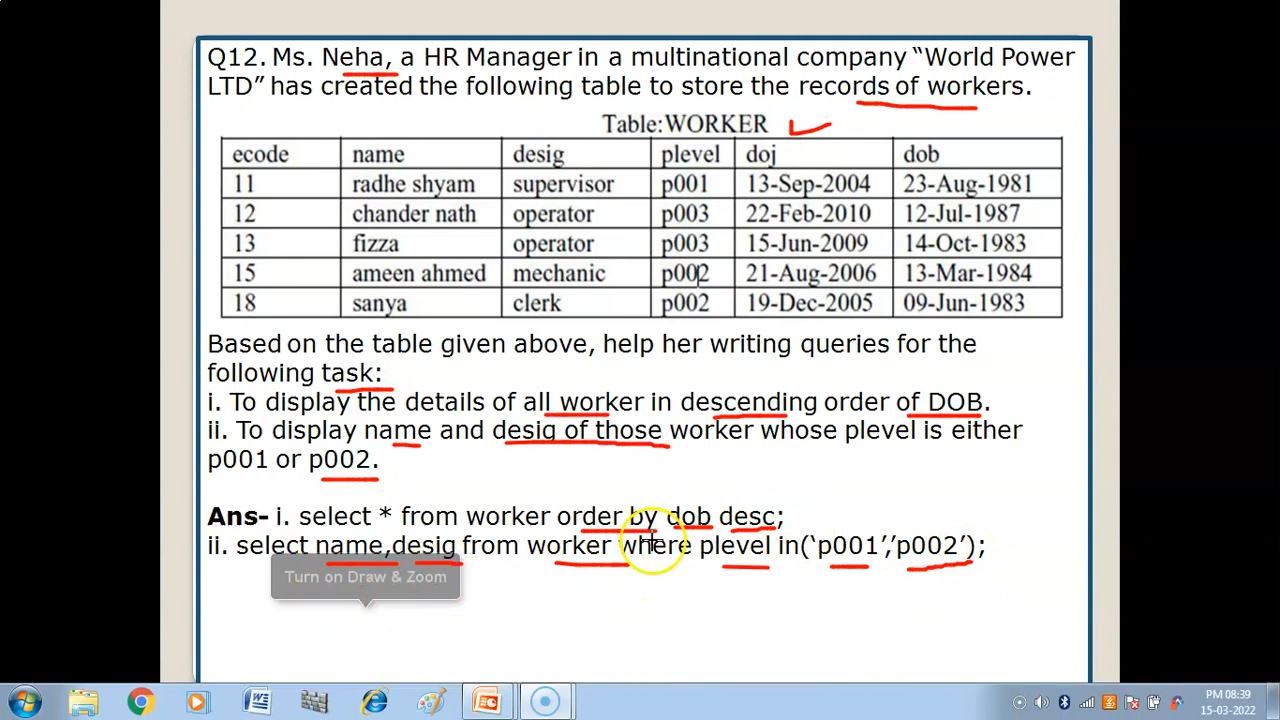 Q12. Ms. Neha, a HR Manager in a multinational company “World Power
LTD” has created the following table to store the records of workers.
Table:WORKER
ecode name desig plevel doj dob
11 radhe shyam supervisor p001 13-Sep-2004 23-Aug-1981
12 chander nath operator p003 22-Feb-2010 12-Jul-1987
13 fizza operator p003 15-Jun-2009 14-Oct-1983
15 ameen ahmed mechanic p002 21-Aug-2006 13-Mar-1984
18 sanya clerk p002 19-Dec-2005 09-Jun-1983
Based on the table given above, help her writing queries for the
following task:
i. To display the details of all worker in descending order of DOB.
ii. To display name and desig of those worker whose plevel is either
p001 or p002.
Ans- i. select * from worker order by dob desc;
ii. select name,desig from worker where plevel in(‘p001’,’p002’);
Turn on Draw & Zoom
PM 08:39
15-03-2022